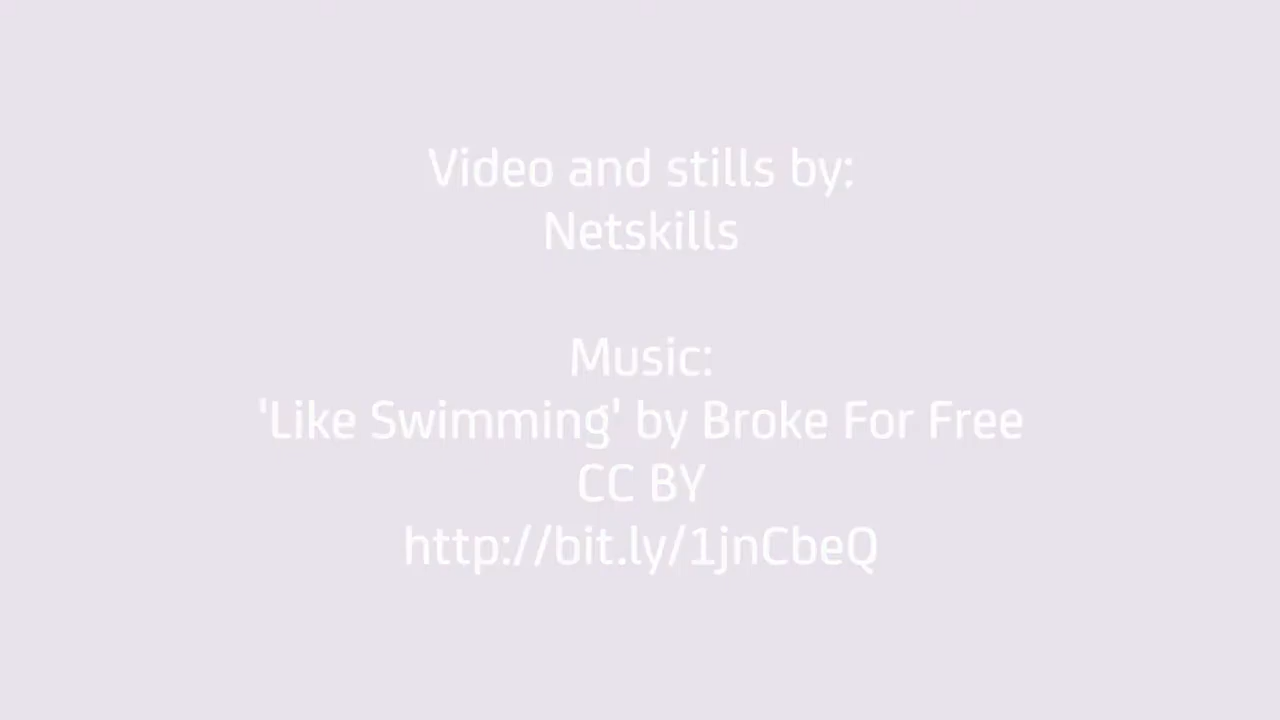 Video and stills by:
Netskills
Music:
'Like Swimming' by Broke For Free
CC BY
http://bit.ly/1jnCbeQ